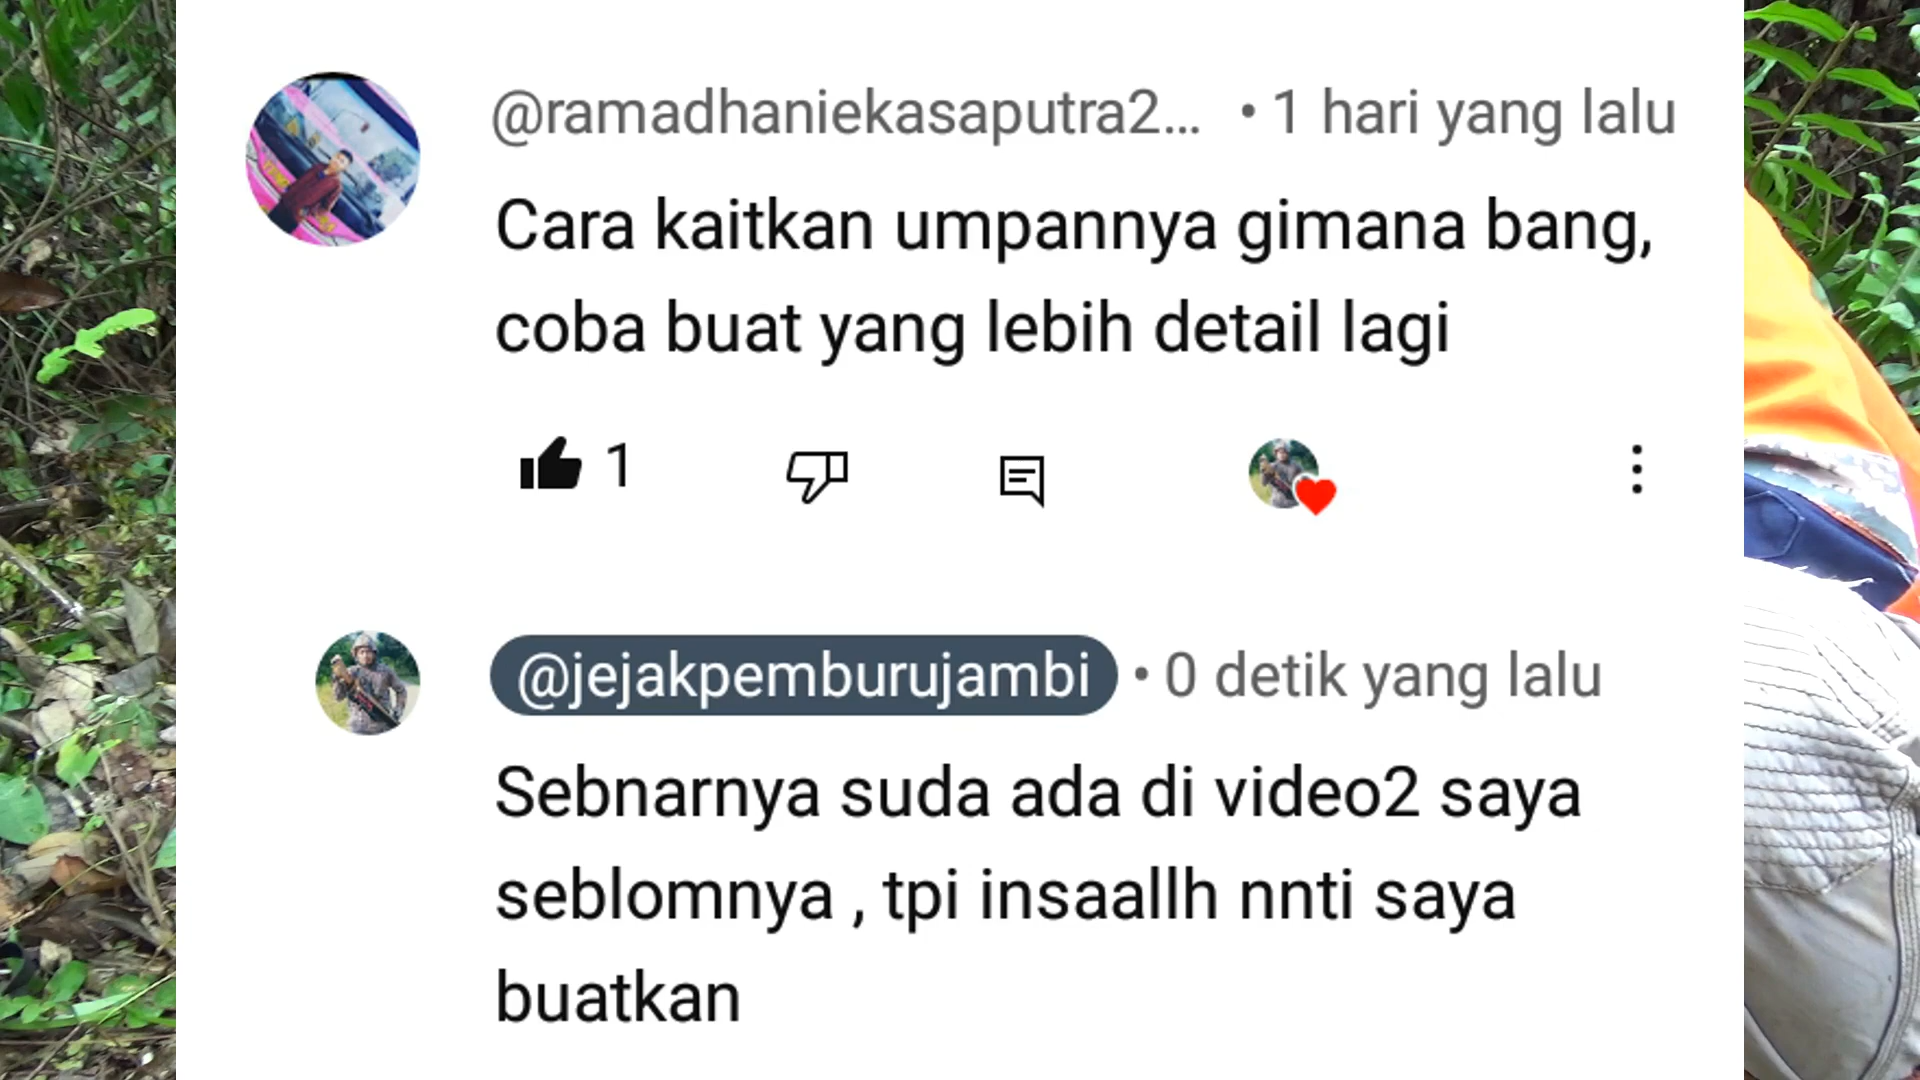 @ramadhaniekasaputra2... • 1 hari yang lalu
Cara kaitkan umpannya gimana bang,
coba buat yang lebih detail lagi
1
@jejakpemburujambi • 0 detik yang lalu
Sebnarnya suda ada di video2 saya
seblomnya , tpi insaallh nnti saya
buatkan